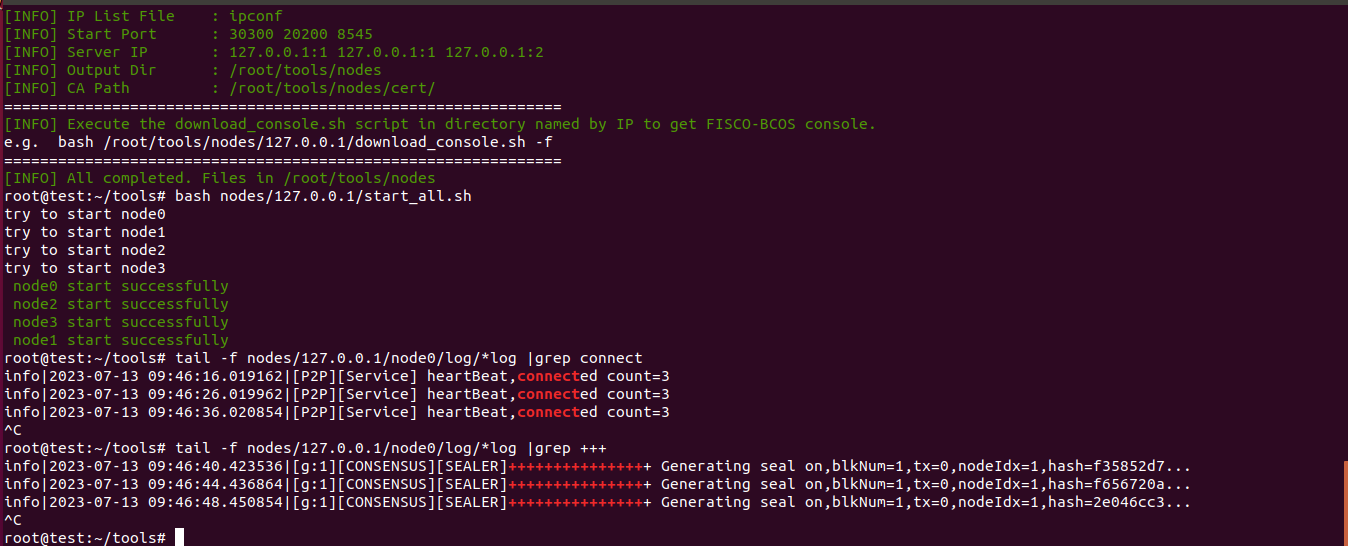 [INFO] IP List File    : ipconf
[INFO] Start Port      : 30300 20200 8545
[INFO] Server IP       : 127.0.0.1:1 127.0.0.1:1 127.0.0.1:2
[INFO] Output Dir      : /root/tools/nodes
[INFO] CA Path         : /root/tools/nodes/cert/
==============================================================
[INFO] Execute the download_console.sh script in directory named by IP to get FISCO-BCOS console.
e.g.  bash /root/tools/nodes/127.0.0.1/download_console.sh -f
==============================================================
[INFO] All completed. Files in /root/tools/nodes
root@test:~/tools# bash nodes/127.0.0.1/start_all.sh
try to start node0
try to start node1
try to start node2
try to start node3
 node0 start successfully
 node2 start successfully
 node3 start successfully
 node1 start successfully
root@test:~/tools# tail -f nodes/127.0.0.1/node0/log/*log |grep connect
info|2023-07-13 09:46:16.019162|[P2P][Service] heartBeat,connected count=3
info|2023-07-13 09:46:26.019962|[P2P][Service] heartBeat,connected count=3
info|2023-07-13 09:46:36.020854|[P2P][Service] heartBeat,connected count=3
^C
root@test:~/tools# tail -f nodes/127.0.0.1/node0/log/*log |grep +++
info|2023-07-13 09:46:40.423536|[g:1][CONSENSUS][SEALER]++++++++++++++++ Generating seal on,blkNum=1,tx=0,nodeIdx=1,hash=f35852d7...
info|2023-07-13 09:46:44.436864|[g:1][CONSENSUS][SEALER]++++++++++++++++ Generating seal on,blkNum=1,tx=0,nodeIdx=1,hash=f656720a...
info|2023-07-13 09:46:48.450854|[g:1][CONSENSUS][SEALER]++++++++++++++++ Generating seal on,blkNum=1,tx=0,nodeIdx=1,hash=2e046cc3...
^C
root@test:~/tools#